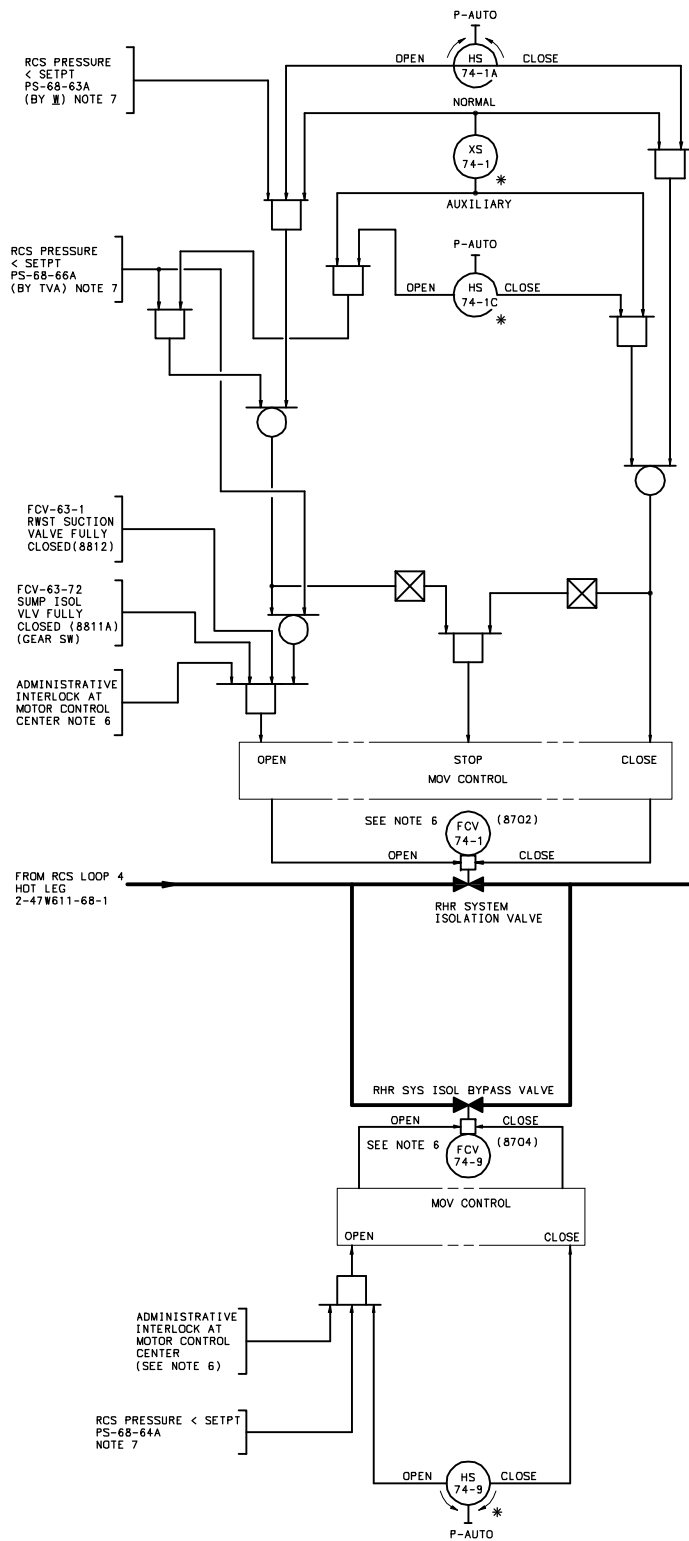 P-AUTO
RCS PRESSURE
< SETPT
PS-68-63A
(BY W) NOTE 7
OPEN
HS
74-1A
CLOSE
NORMAL
XS
74-1
*
AUXILIARY
RCS PRESSURE
< SETPT
PS-68-66A
(BY TVA) NOTE 7
P-AUTO
OPEN
HS
74-1C
CLOSE
*
FCV-63-1
RWST SUCTION
VALVE FULLY
CLOSED(8812)
FCV-63-72
SUMP ISOL
VLV FULLY
CLOSED (8811A)
(GEAR SW)
ADMINISTRATIVE
INTERLOCK AT
MOTOR CONTROL
CENTER NOTE 6
OPEN
STOP
CLOSE
MOV CONTROL
SEE NOTE 6
FCV
74-1
(8702)
OPEN
CLOSE
FROM RCS LOOP 4
HOT LEG
2-47W611-68-1
RHR SYSTEM
ISOLATION VALVE
RHR SYS ISOL BYPASS VALVE
OPEN
CLOSE
SEE NOTE 6
FCV
74-9
(8704)
MOV CONTROL
OPEN
CLOSE
ADMINISTRATIVE
INTERLOCK AT
MOTOR CONTROL
CENTER
(SEE NOTE 6)
RCS PRESSURE < SETPT
PS-68-64A
NOTE 7
OPEN
HS
74-9
CLOSE
*
P-AUTO